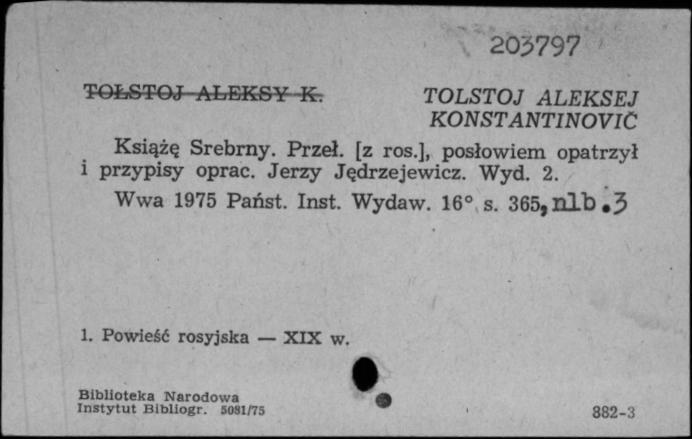 203797
TOŁSTOJ ALEKSY K.
TOLSTOJ ALEKSEJ
KONSTANTINOVIČ
Książę Srebrny. Przeł. [z ros.], posłowiem opatrzył
i przypisy oprac. Jerzy Jędrzejewicz. Wyd. 2.
Wwa 1975 Państ. Inst. Wydaw. 16° s. 365, nlb . 3
1. Powieść rosyjska — XIX w.
Biblioteka Narodowa
Instytut Bibliogr. 5081/75
882-3